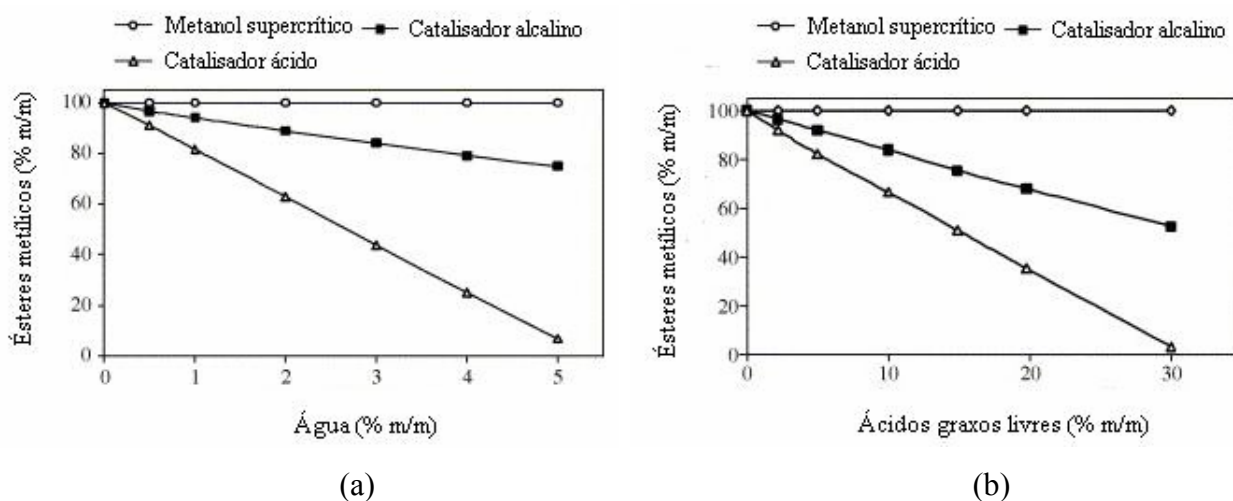 Metanol supercrítico Catalisador alcalino
Catalisador ácido
Ésteres metílicos (% m/m)
100
80
60
40
20
0
0 1 2 3 4 5
Água (% m/m)
(a)
Metanol supercrítico Catalisador alcalino
Catalisador ácido
Ésteres metílicos (% m/m)
100
80
60
40
20
0
0 10 20 30
Ácidos graxos livres (% m/m)
(b)